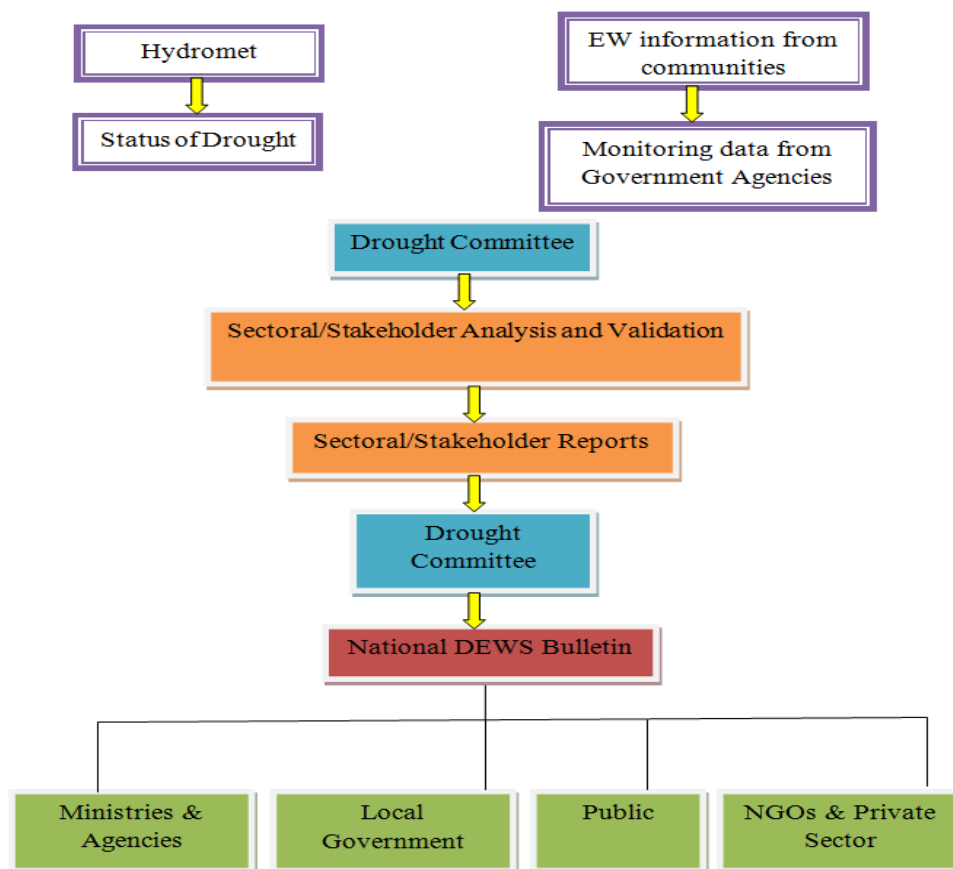 Hydromet
Status of Drought
EW information from
communities
Monitoring data from
Government Agencies
Drought Committee
Sectoral/Stakeholder Analysis and Validation
Sectoral/Stakeholder Reports
Drought
Committee
National DEWS Bulletin
Ministries &
Agencies
Local
Government
Public
NGOs & Private
Sector